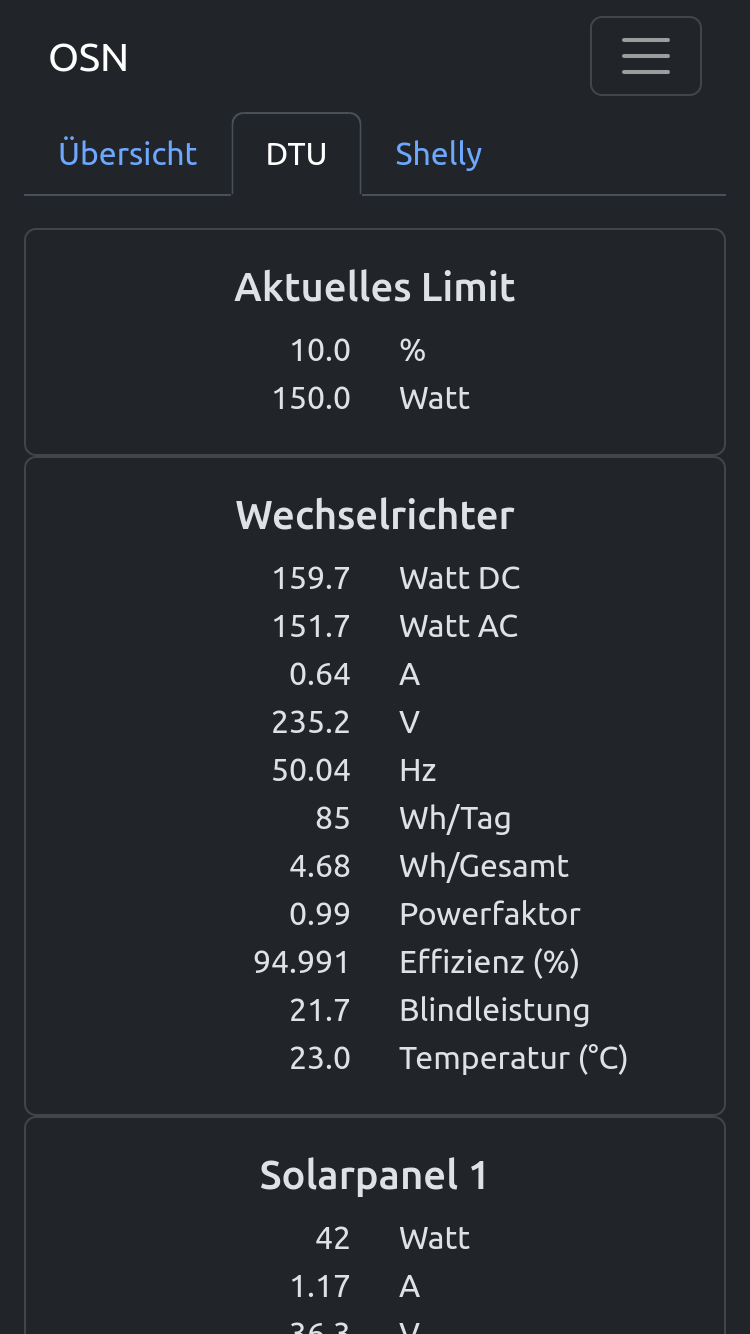 OSN
Übersicht DTU Shelly
Aktuelles Limit
10.0 %
150.0 Watt
Wechselrichter
159.7 Watt DC
151.7 Watt AC
0.64 A
235.2 V
50.04 Hz
85 Wh/Tag
4.68 Wh/Gesamt
0.99 Powerfaktor
94.991 Effizienz (%)
21.7 Blindleistung
23.0 Temperatur (°C)
Solarpanel 1
42 Watt
1.17 A
36.3 V